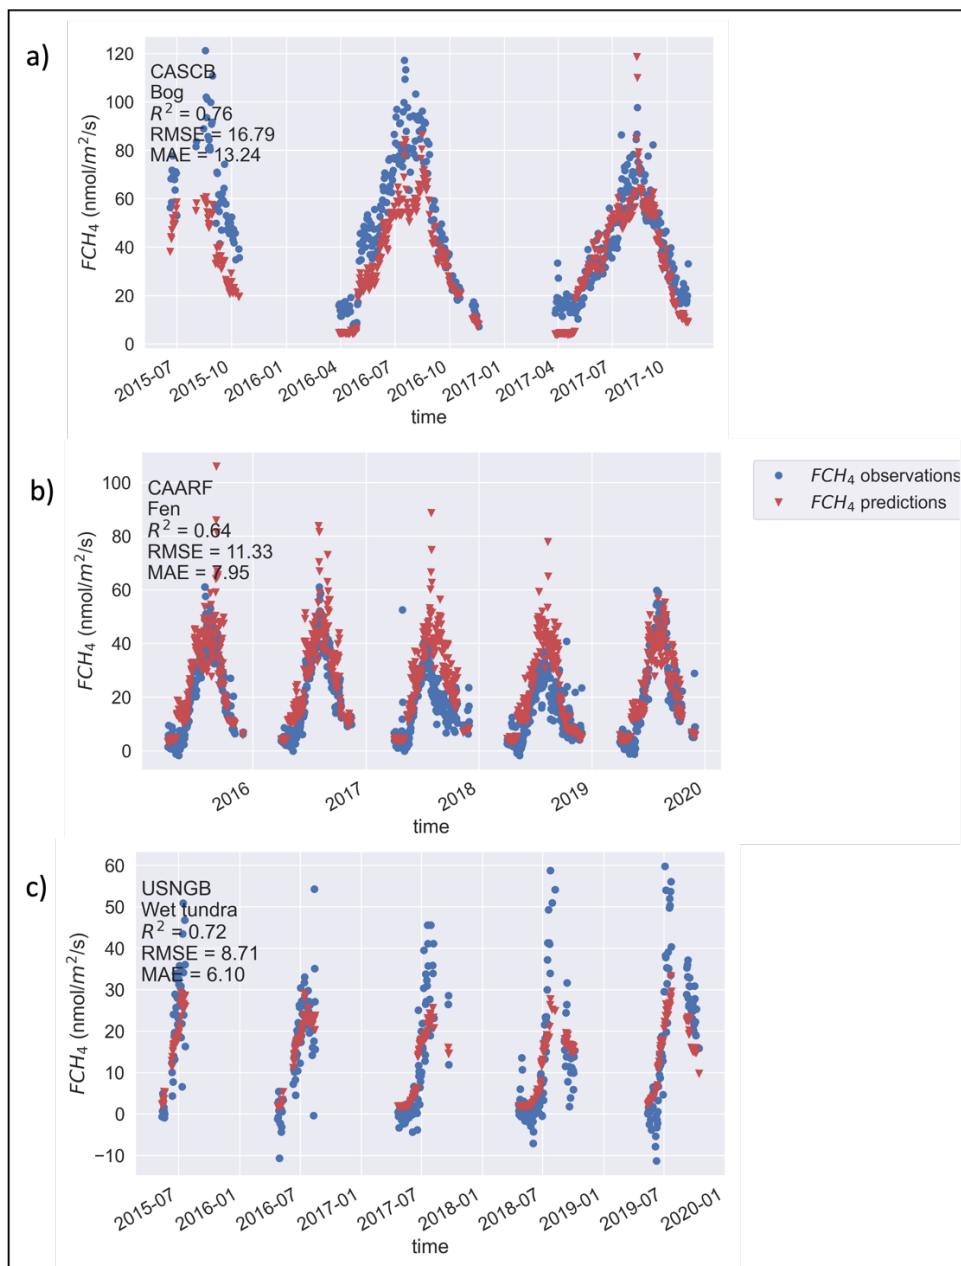 a)
120
100
80
60
40
20
0
FCH₄ (nmol/m²/s)
CASCB
Bog
R² = 0.76
RMSE = 16.79
MAE = 13.24
2015-07
2015-10
2016-01
2016-04
2016-07
2016-10
2017-01
2017-04
2017-07
2017-10
time
b)
100
80
60
40
20
0
FCH₄ (nmol/m²/s)
CAARF
Fen
R² = 0.64
RMSE = 11.33
MAE = 7.95
2016
2017
2018
2019
2020
time
FCH₄ observations
FCH₄ predictions
c)
60
50
40
30
20
10
0
−10
FCH₄ (nmol/m²/s)
USNGB
Wet tundra
R² = 0.72
RMSE = 8.71
MAE = 6.10
2015-07
2016-01
2016-07
2017-01
2017-07
2018-01
2018-07
2019-01
2019-07
2020-01
time